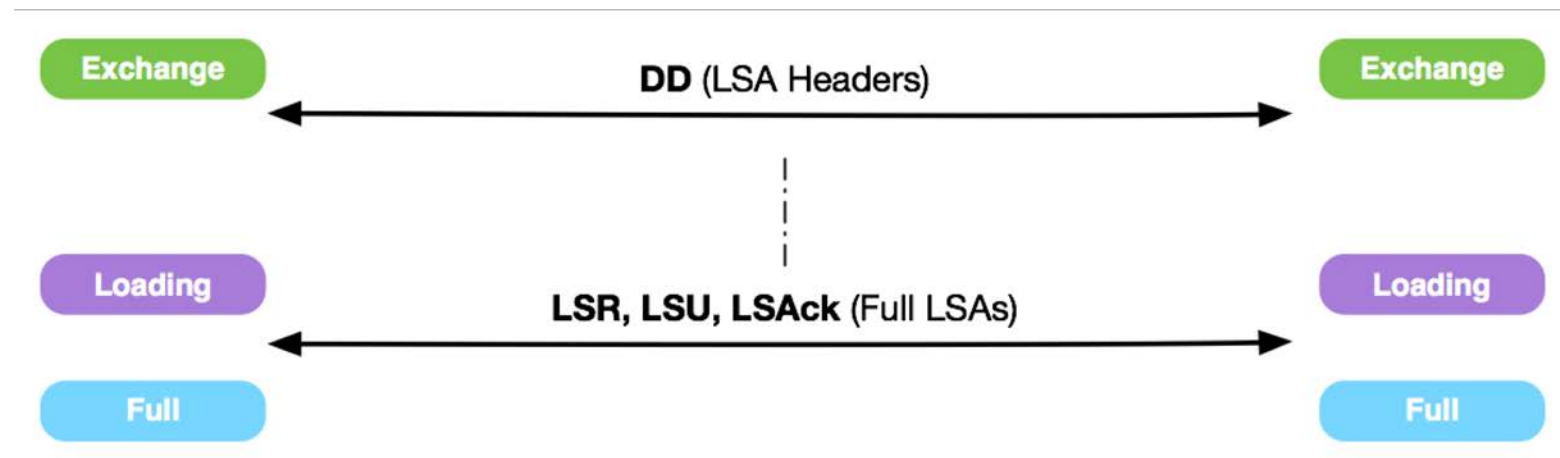 Exchange
DD (LSA Headers)
Exchange
Loading
LSR, LSU, LSAck (Full LSAs)
Loading
Full
Full